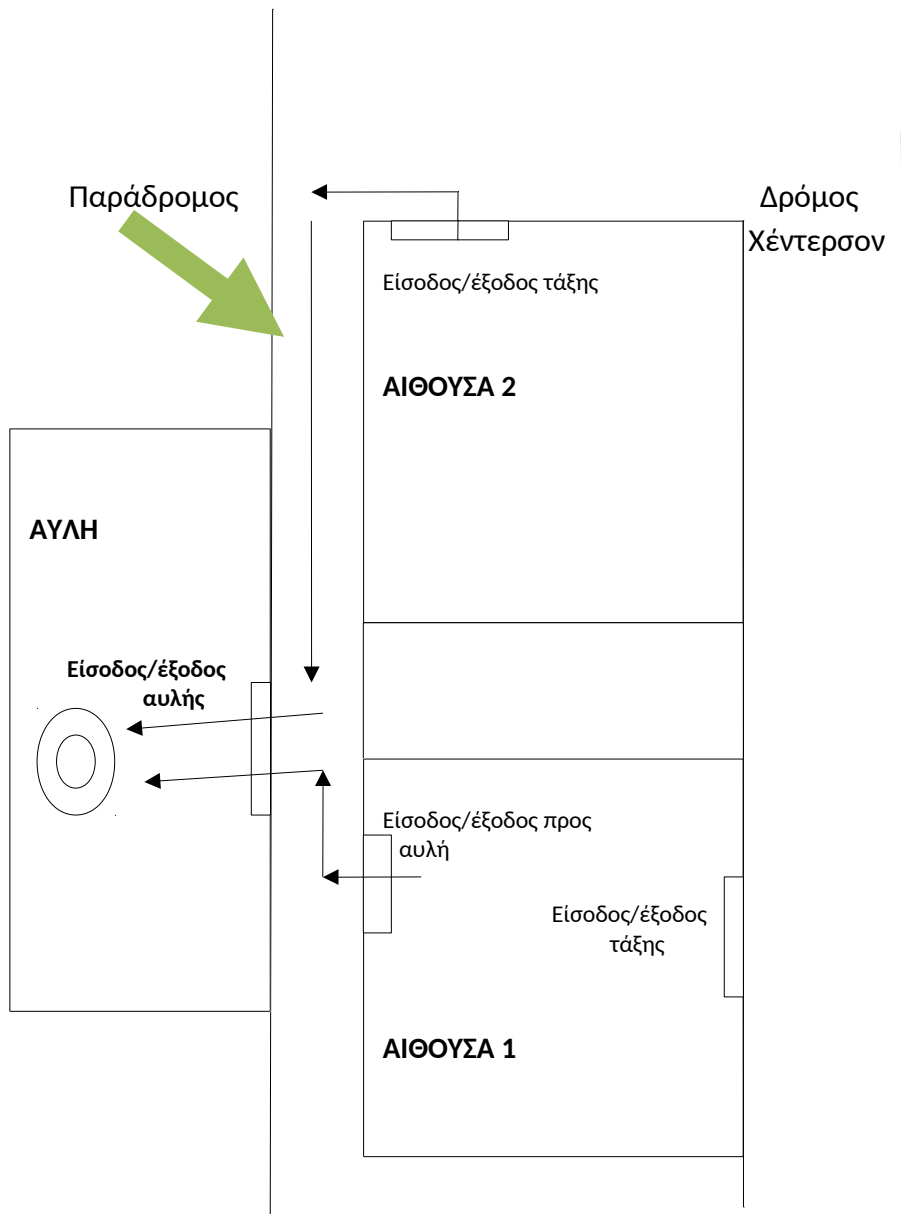 Παράδρομος
Δρόμος
Χέντερσον
Είσοδος/έξοδος τάξης
ΑΙΘΟΥΣΑ 2
ΑΥΛΗ
Είσοδος/έξοδος
αυλής
Είσοδος/έξοδος προς
αυλή
Είσοδος/έξοδος
τάξης
ΑΙΘΟΥΣΑ 1